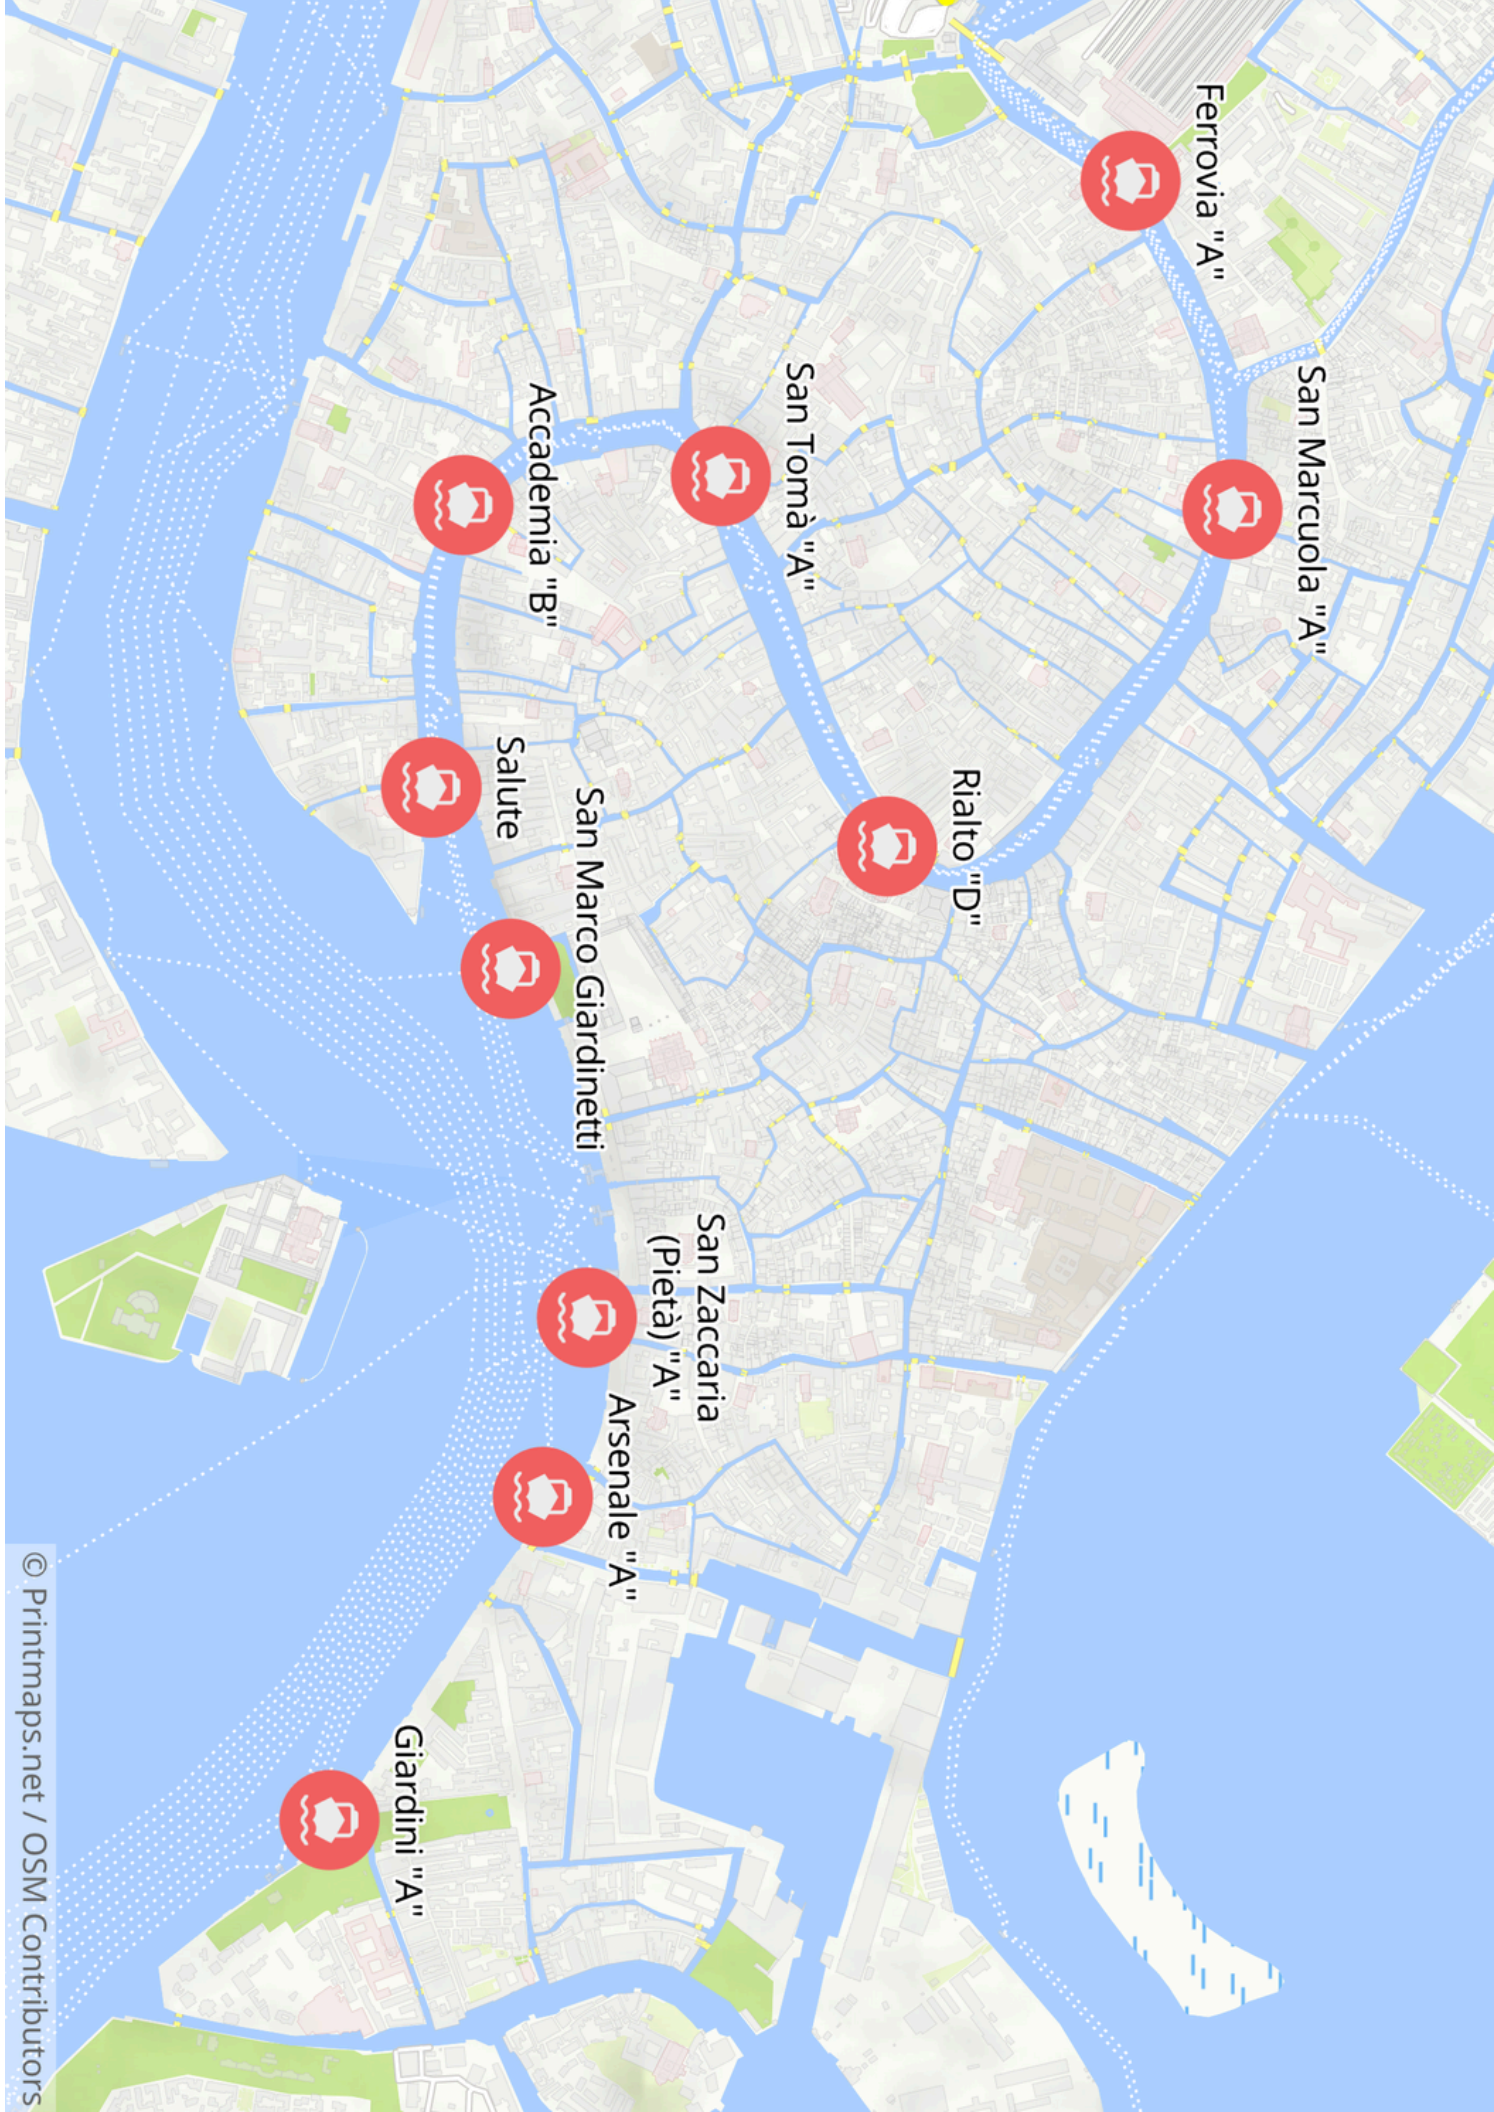 Ferrovia "A"
San Marcuola "A"
San Tomà "A"
Rialto "D"
Accademia "B"
Salute
San Marco Giardinetti
San Zaccaria
(Pietà) "A"
Arsenale "A"
Giardini "A"
© Printmaps.net / OSM Contributors